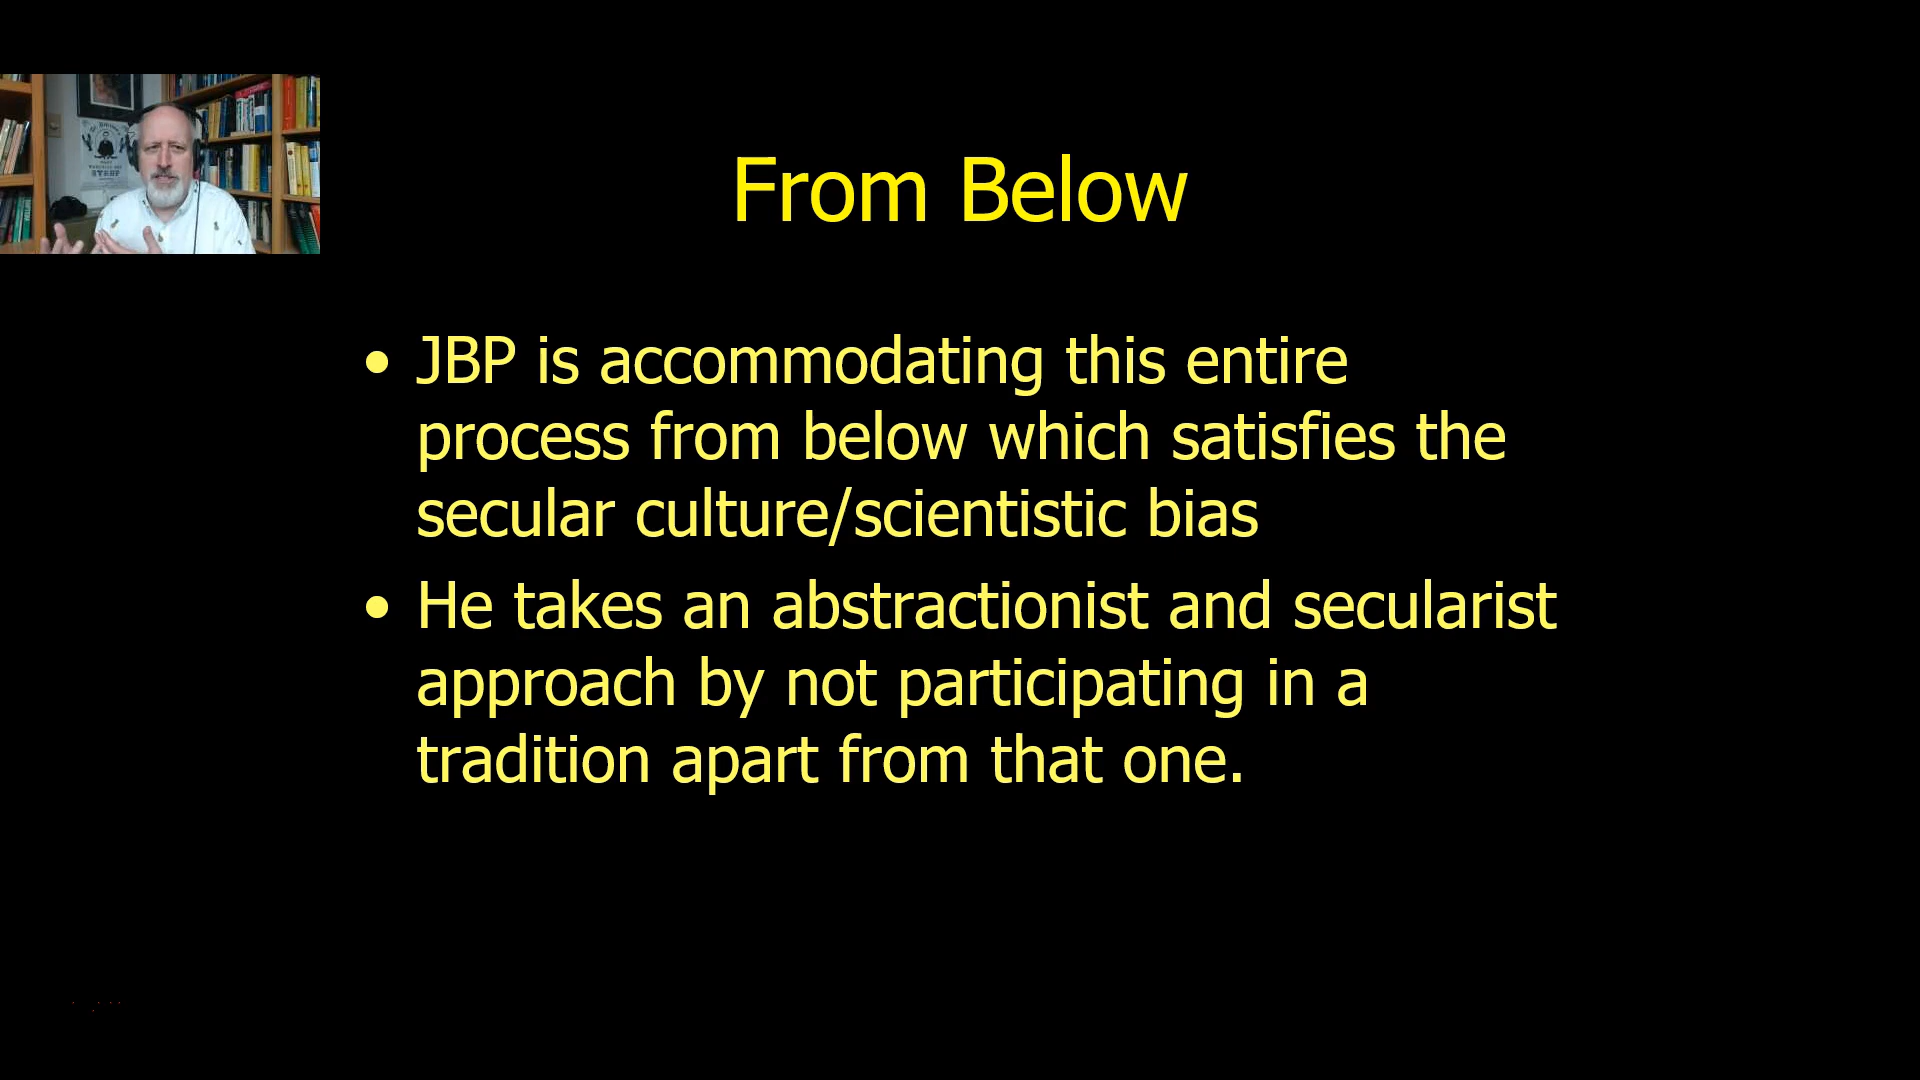 From Below
• JBP is accommodating this entire
process from below which satisfies the
secular culture/scientistic bias
• He takes an abstractionist and secularist
approach by not participating in a
tradition apart from that one.